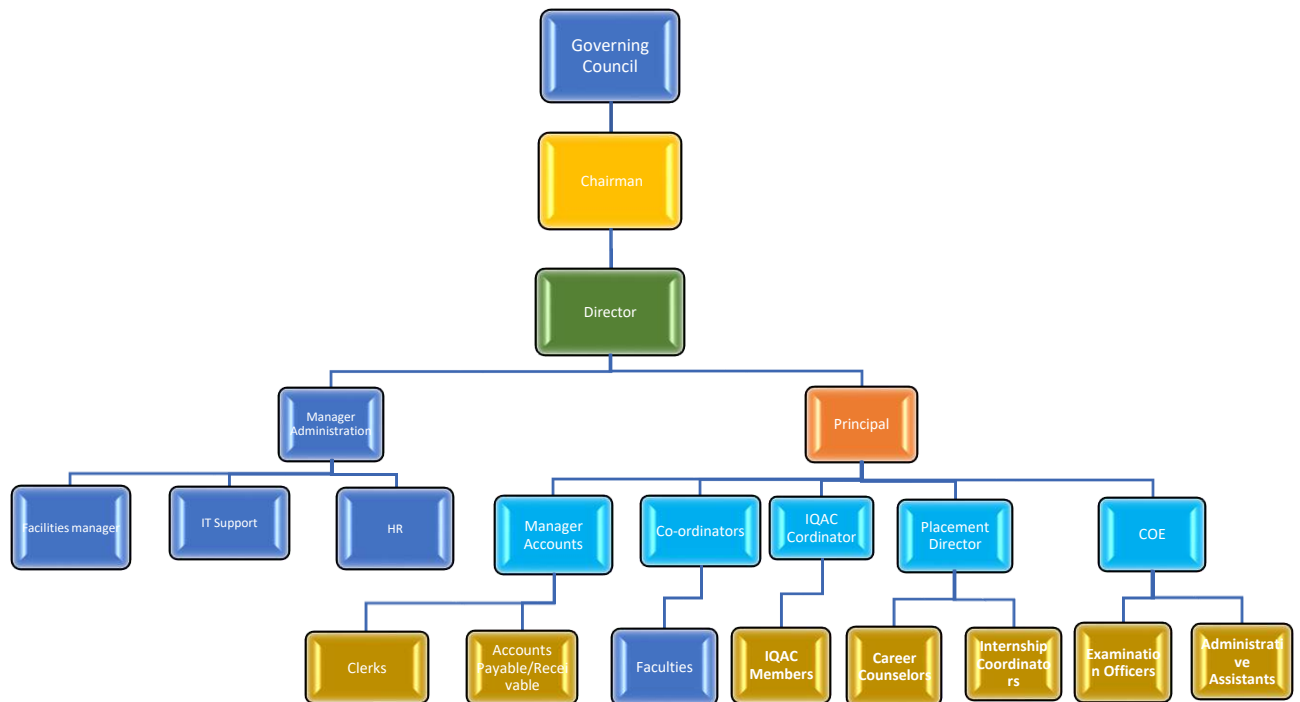 Governing
Council
Chairman
Director
Manager
Administration
Principal
Facilities manager
IT Support
HR
Manager
Accounts
Co-ordinators
IQAC
Cordinator
Placement
Director
COE
Clerks
Accounts
Payable/Recei
vable
Faculties
IQAC
Members
Career
Counselors
Internship
Coordinato
rs
Examinatio
n Officers
Administrati
ve
Assistants